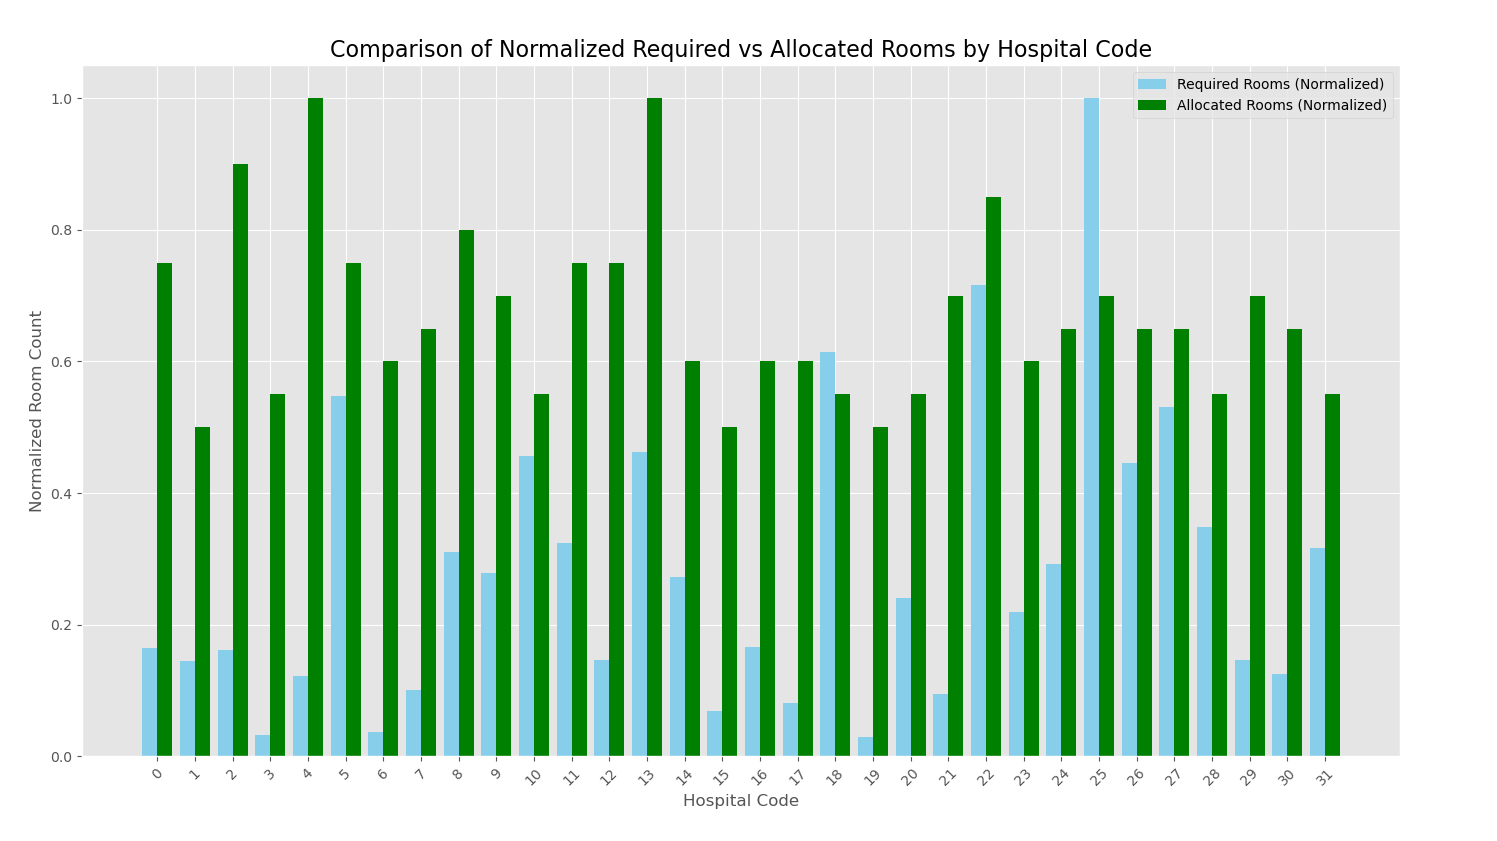 Comparison of Normalized Required vs Allocated Rooms by Hospital Code
Required Rooms (Normalized)
Allocated Rooms (Normalized)
1.0
0.8
0.6
0.4
0.2
0.0
Normalized Room Count
0 1 2 3 4 5 6 7 8 9 10 11 12 13 14 15 16 17 18 19 20 21 22 23 24 25 26 27 28 29 30 31
Hospital Code